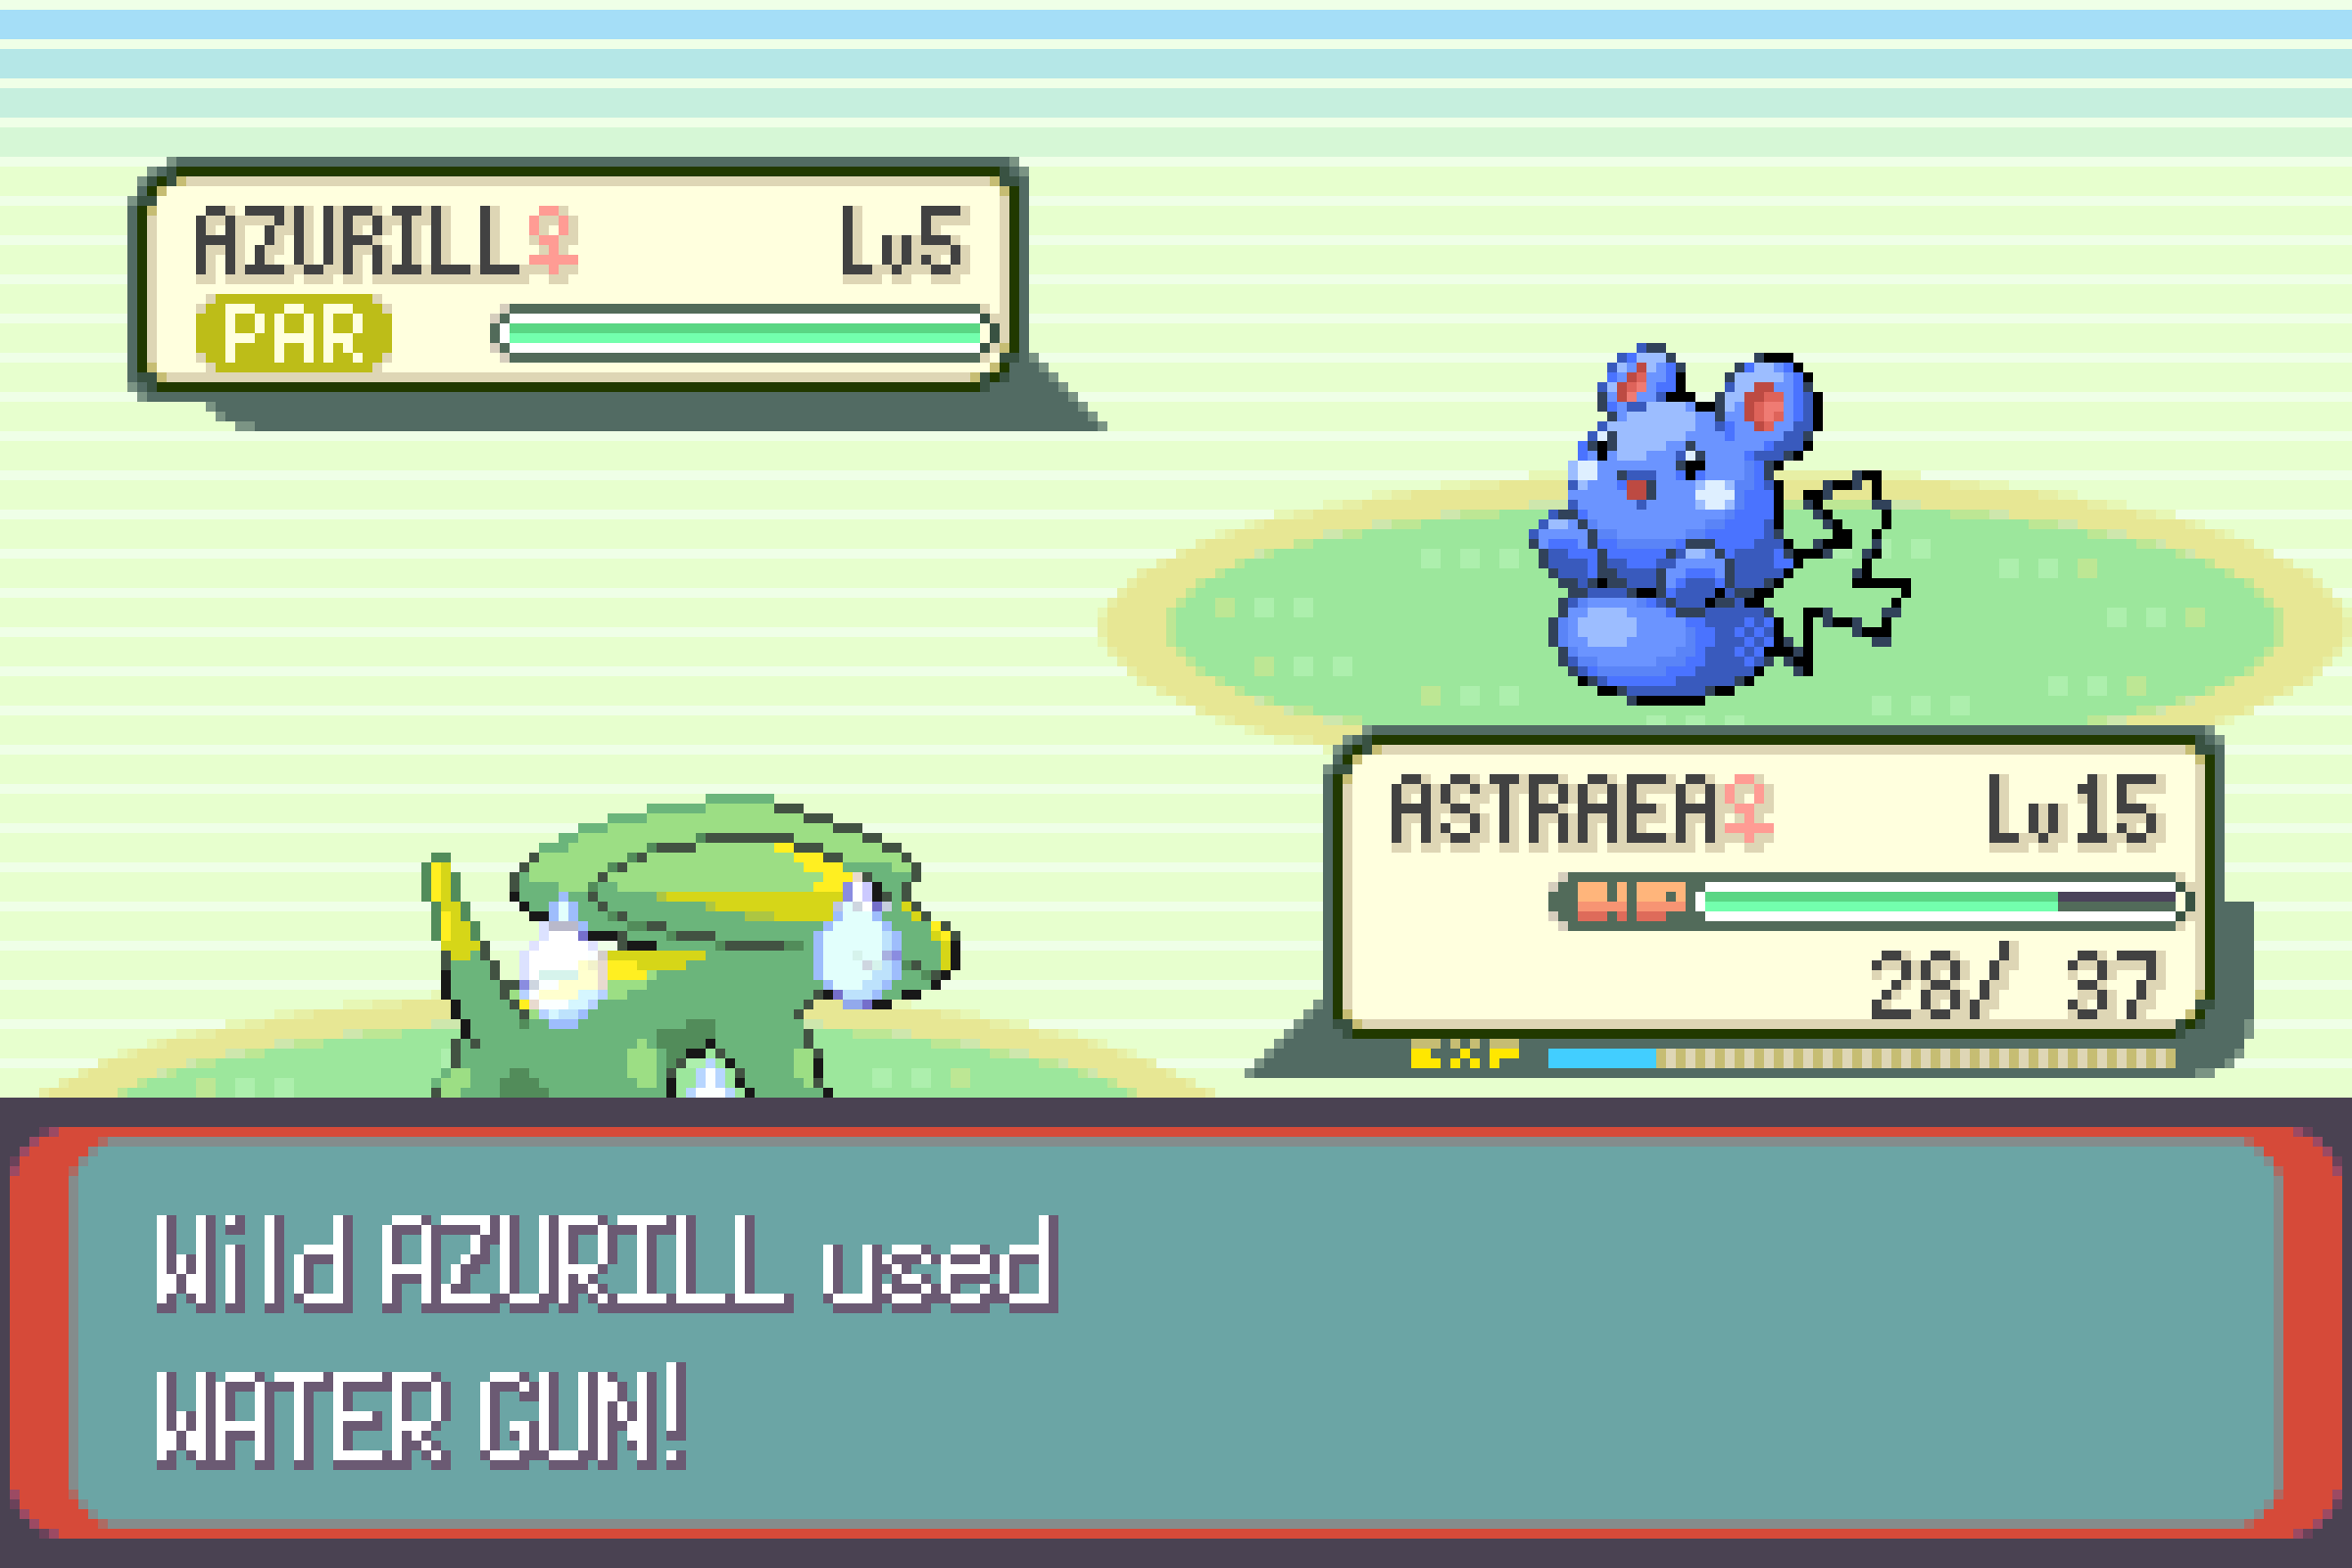 AZURILL♀ Lv5
PAR
ASTRAEA♀ Lv15
HP
28/ 37
EXP
Wild AZURILL used
WATER GUN!